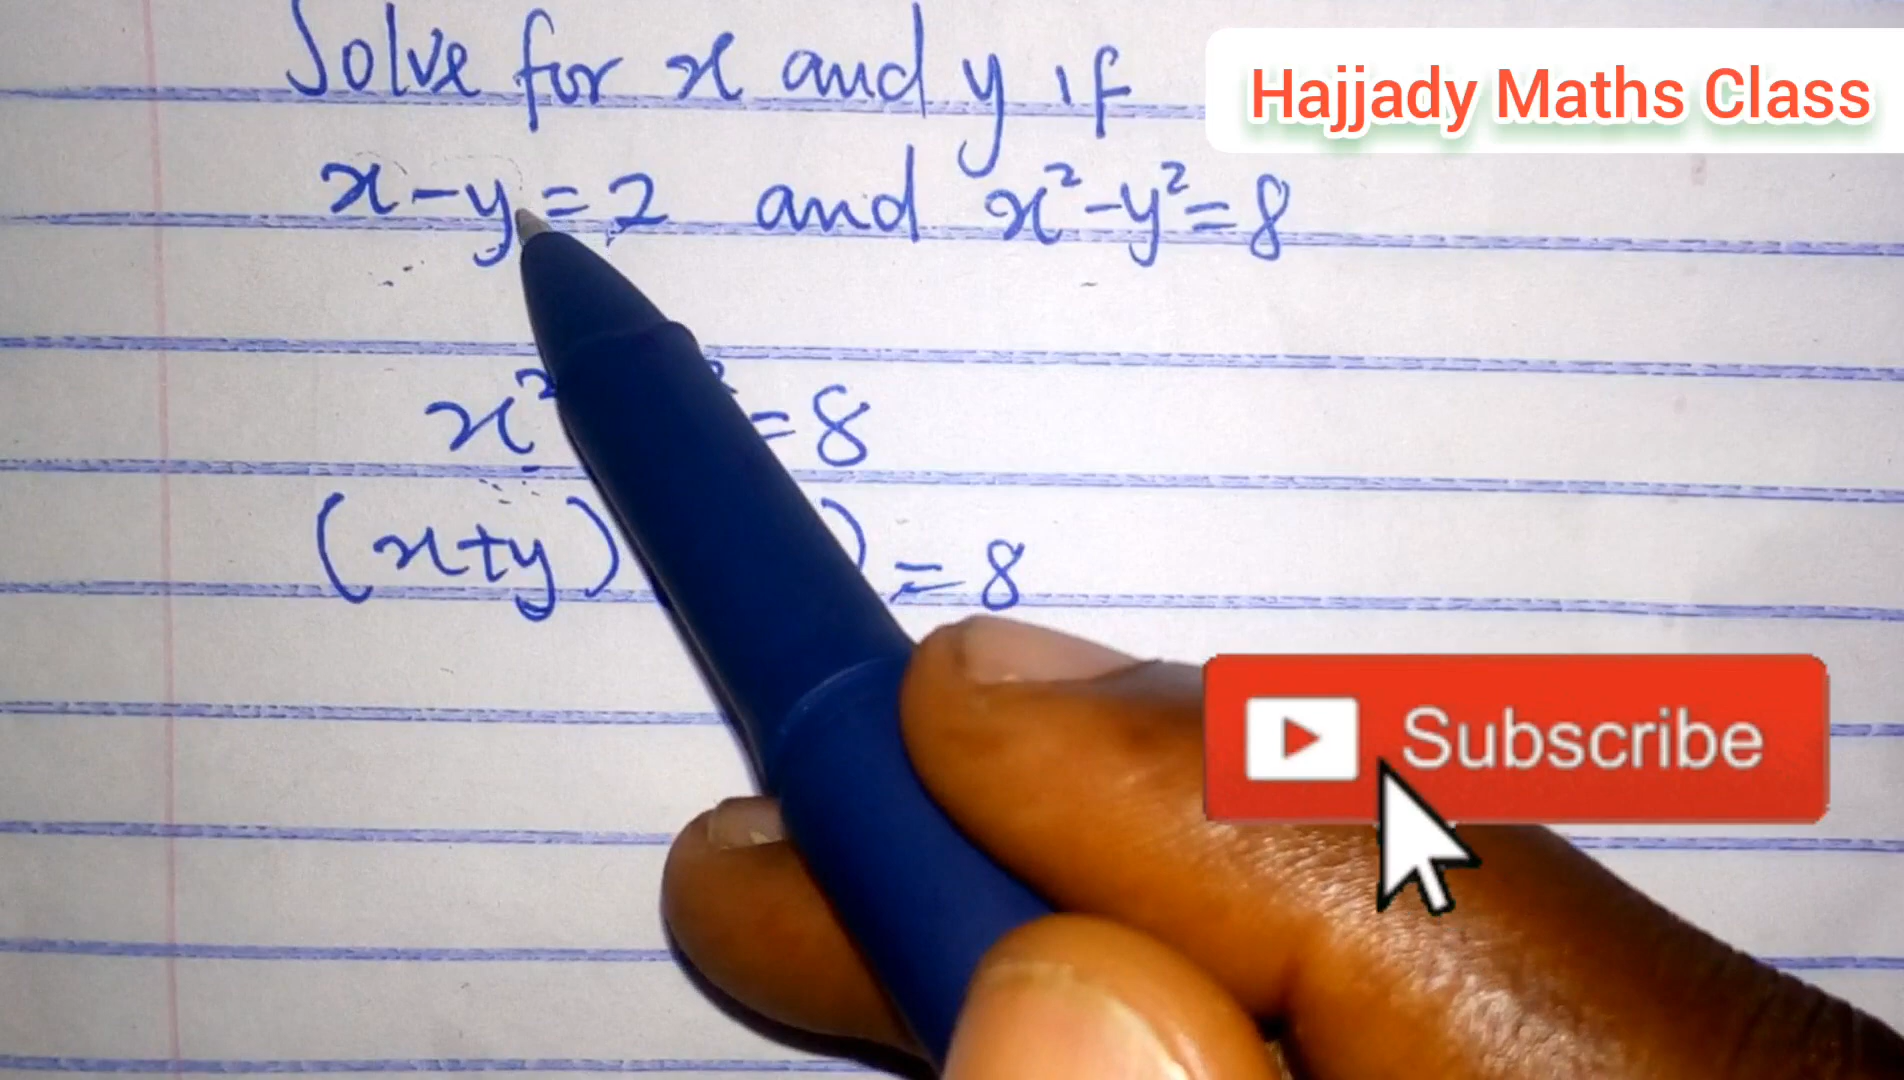 Solve for x and y if
Hajjady Maths Class
x - y = 2 and x² - y² = 8
x² = 8
(x+y) ) = 8
Subscribe